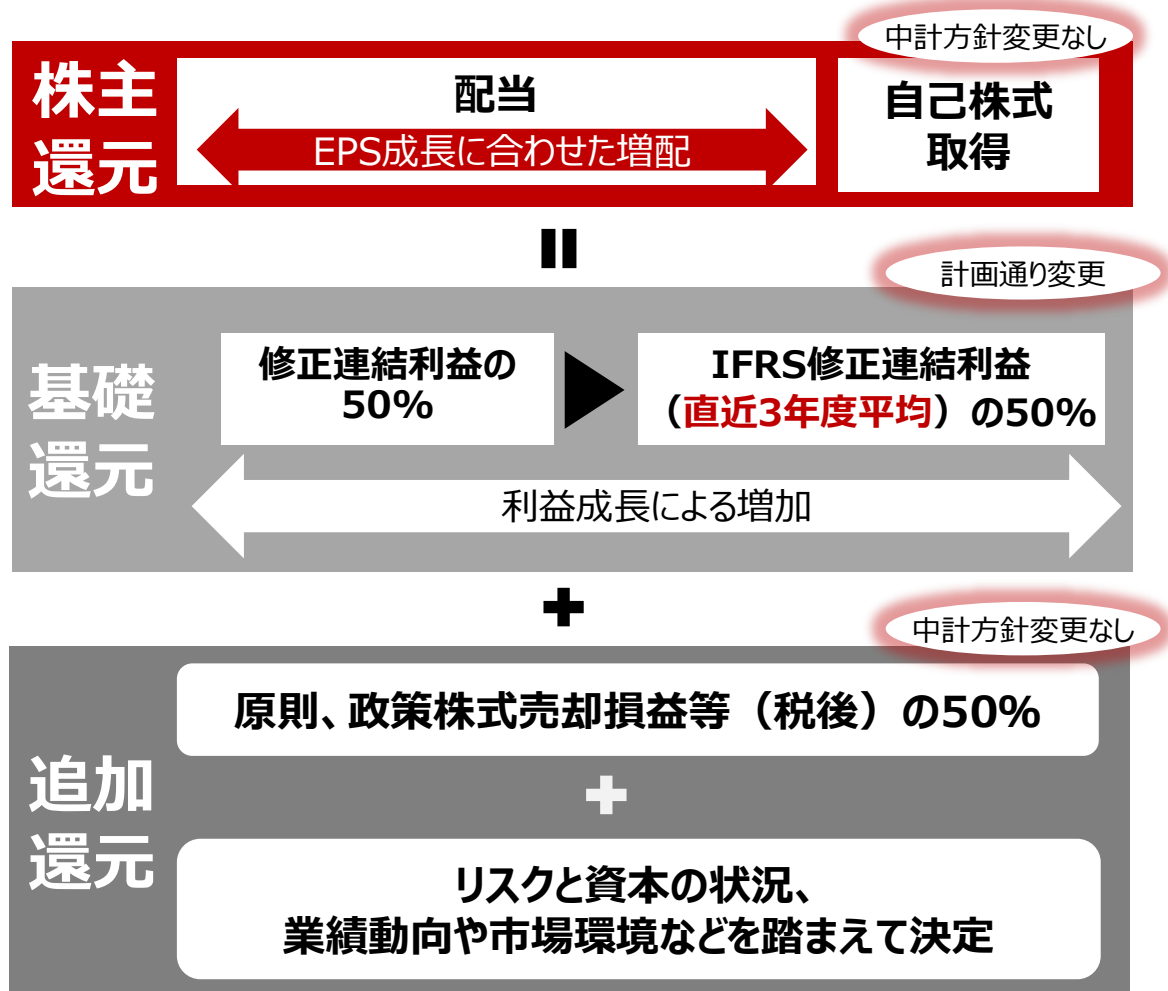 中計方針変更なし
株主
還元
配当
EPS成長に合わせた増配
自己株式
取得
計画通り変更
基礎
還元
修正連結利益の
50%
IFRS修正連結利益
（直近3年度平均）の50%
利益成長による増加
中計方針変更なし
追加
還元
原則、政策株式売却損益等（税後）の50%
リスクと資本の状況、
業績動向や市場環境などを踏まえて決定